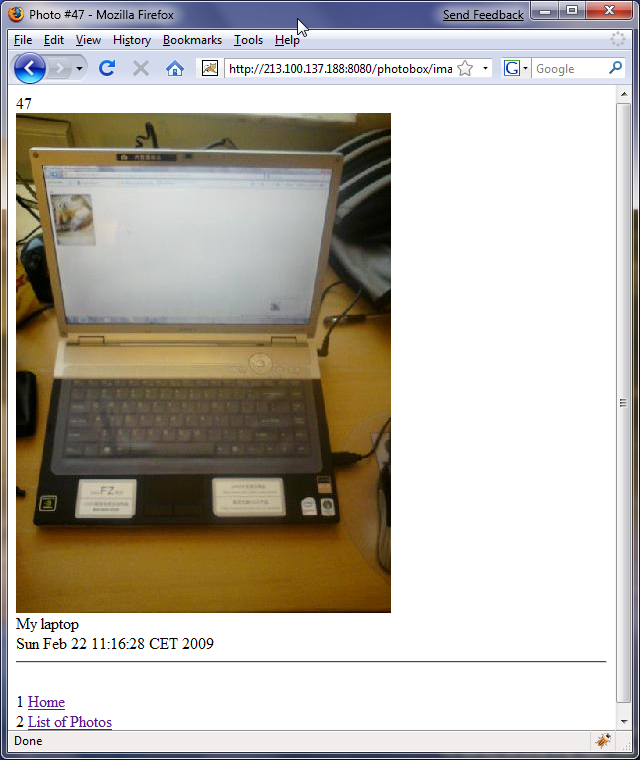 Photo #47 - Mozilla Firefox
Send Feedback
File Edit View History Bookmarks Tools Help
http://213.100.137.188:8080/photobox/ima
Google
47
FZ
My laptop
Sun Feb 22 11:16:28 CET 2009
1 Home
2 List of Photos
Done